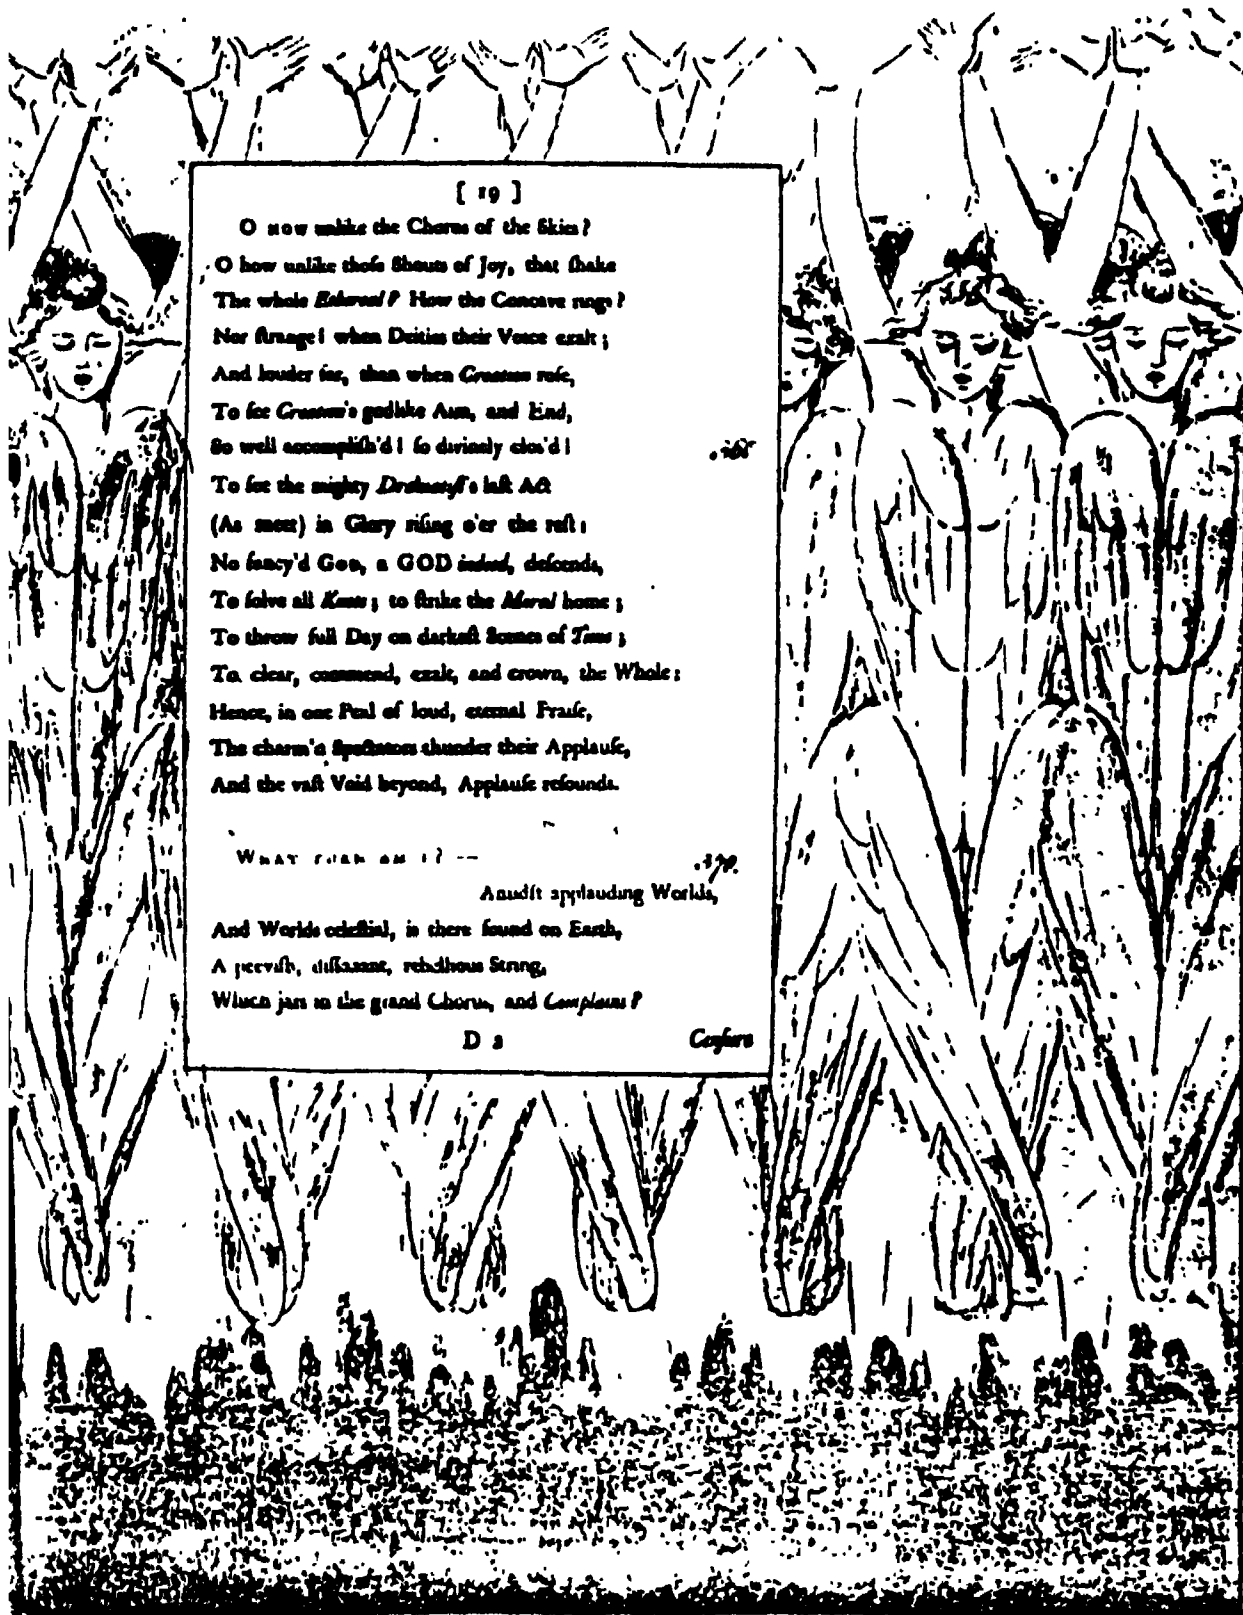 [ 19 ]
O how unlike the Chorus of the Skies?
O how unlike thoſe Shouts of Joy, that ſhake
The whole Ethereal? How the Concave rings?
Nor ſtrange! when Deities their Voice exalt;
And louder far, than when Creation roſe,
To ſee Creation's godlike Aim, and End,
So well accompliſh'd! ſo divinely clos'd!
To ſee the mighty Dramatiſt's laſt Act
(As meet) in Glory riſing o'er the reſt:
No fancy'd God, a GOD indeed, deſcends,
To ſolve all Knots; to ſtrike the Moral home;
To throw full Day on darkeſt Scenes of Time;
To clear, commend, exalt, and crown, the Whole:
Hence, in one Peal of loud, eternal Praiſe,
The charm'd Spectators thunder their Applauſe,
And the vaſt Void beyond, Applauſe reſounds.
What then am I? --
Amidſt applauding Worlds,
And Worlds celeſtial, is there found on Earth,
A peeviſh, diſſonant, rebellious String,
Which jars in the grand Chorus, and Complains?
D 2 Cenſure